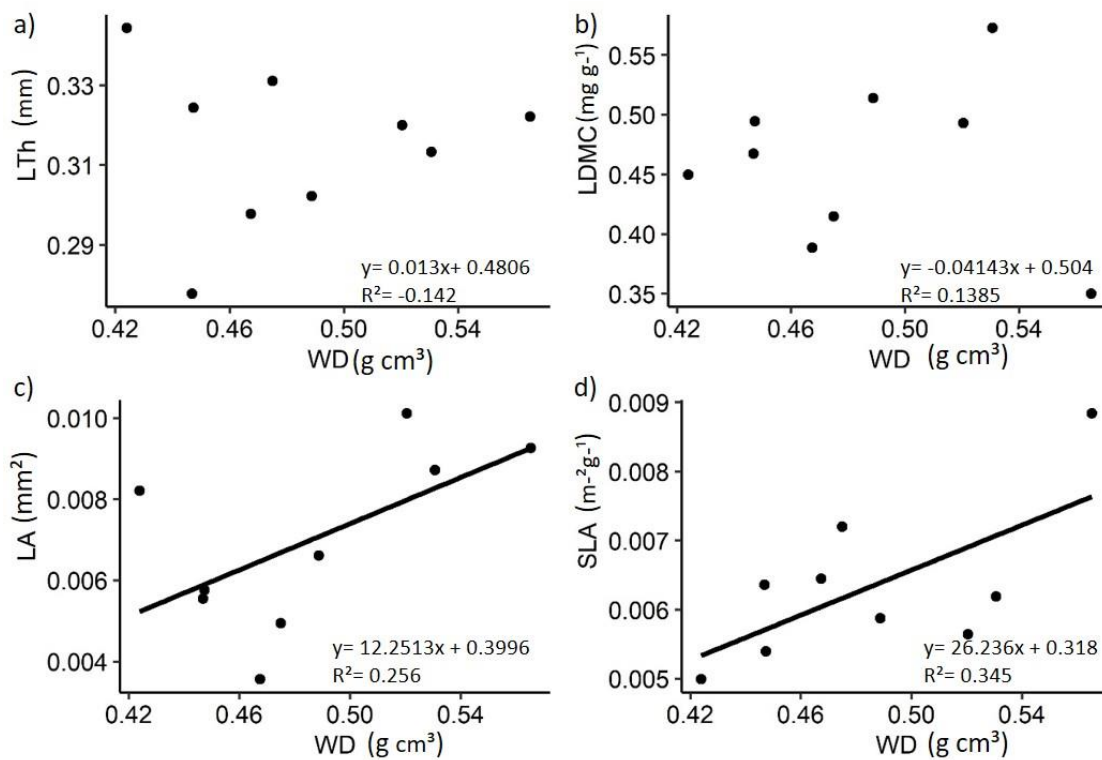 a)
LTh (mm)
0.33
0.31
0.29
0.42 0.46 0.50 0.54
WD (g cm³)
y= 0.013x+ 0.4806
R²= -0.142
b)
LDMC (mg g-¹)
0.55
0.50
0.45
0.40
0.35
0.42 0.46 0.50 0.54
WD (g cm³)
y= -0.04143x + 0.504
R²= 0.1385
c)
LA (mm²)
0.010
0.008
0.006
0.004
0.42 0.46 0.50 0.54
WD (g cm³)
y= 12.2513x + 0.3996
R²= 0.256
d)
SLA (m-²g-¹)
0.009
0.008
0.007
0.006
0.005
0.42 0.46 0.50 0.54
WD (g cm³)
y= 26.236x + 0.318
R²= 0.345